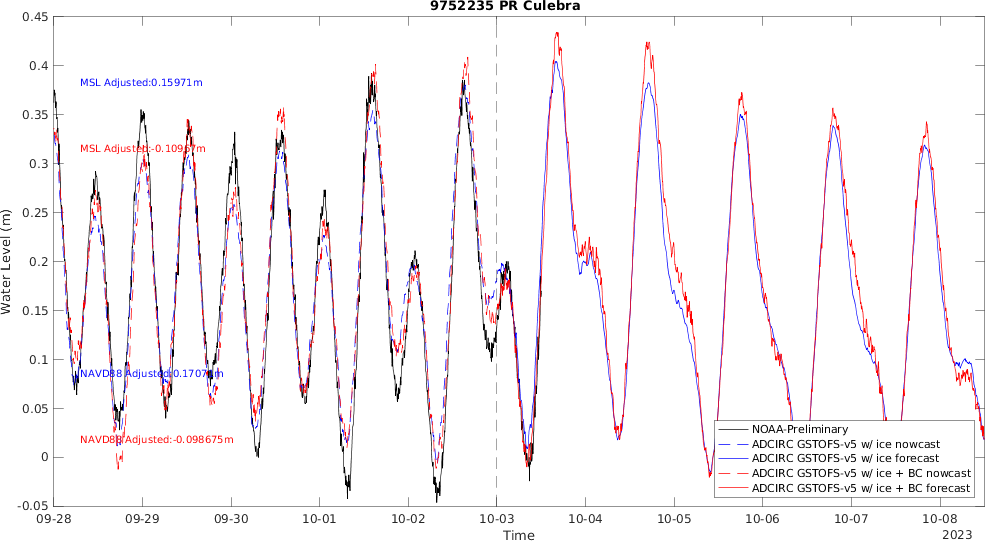 9752235 PR Culebra
0.45
0.4
0.35
0.3
0.25
0.2
0.15
0.1
0.05
0
-0.05
Water Level (m)
MSL Adjusted:0.15971m
MSL Adjusted:-0.10967m
NAVD88 Adjusted:-0.098675m
09-28
09-29
09-30
10-01
10-02
10-03
10-04
10-05
10-06
10-07
10-08
2023
Time
NOAA-Preliminary
ADCIRC GSTOFS-v5 w/ ice nowcast
ADCIRC GSTOFS-v5 w/ ice forecast
ADCIRC GSTOFS-v5 w/ ice + BC nowcast
ADCIRC GSTOFS-v5 w/ ice + BC forecast